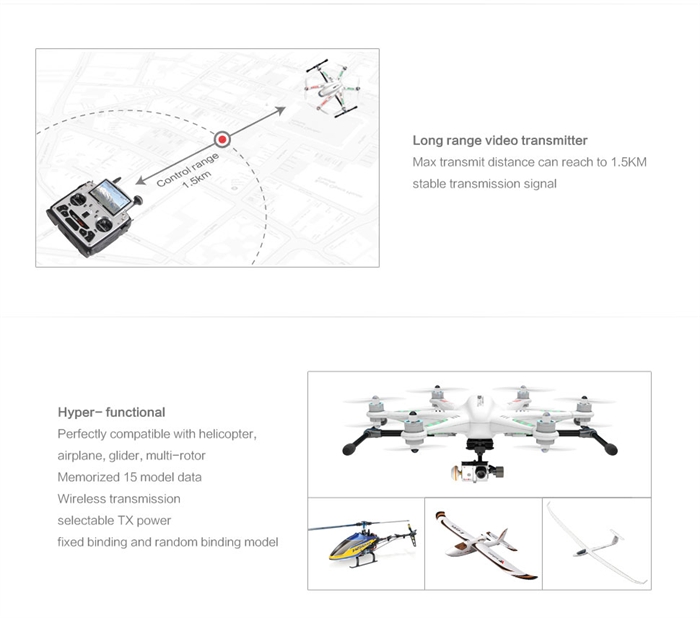 Control range
1.5km
Long range video transmitter
Max transmit distance can reach to 1.5KM
stable transmission signal
Hyper- functional
Perfectly compatible with helicopter,
airplane, glider, multi-rotor
Memorized 15 model data
Wireless transmission
selectable TX power
fixed binding and random binding model